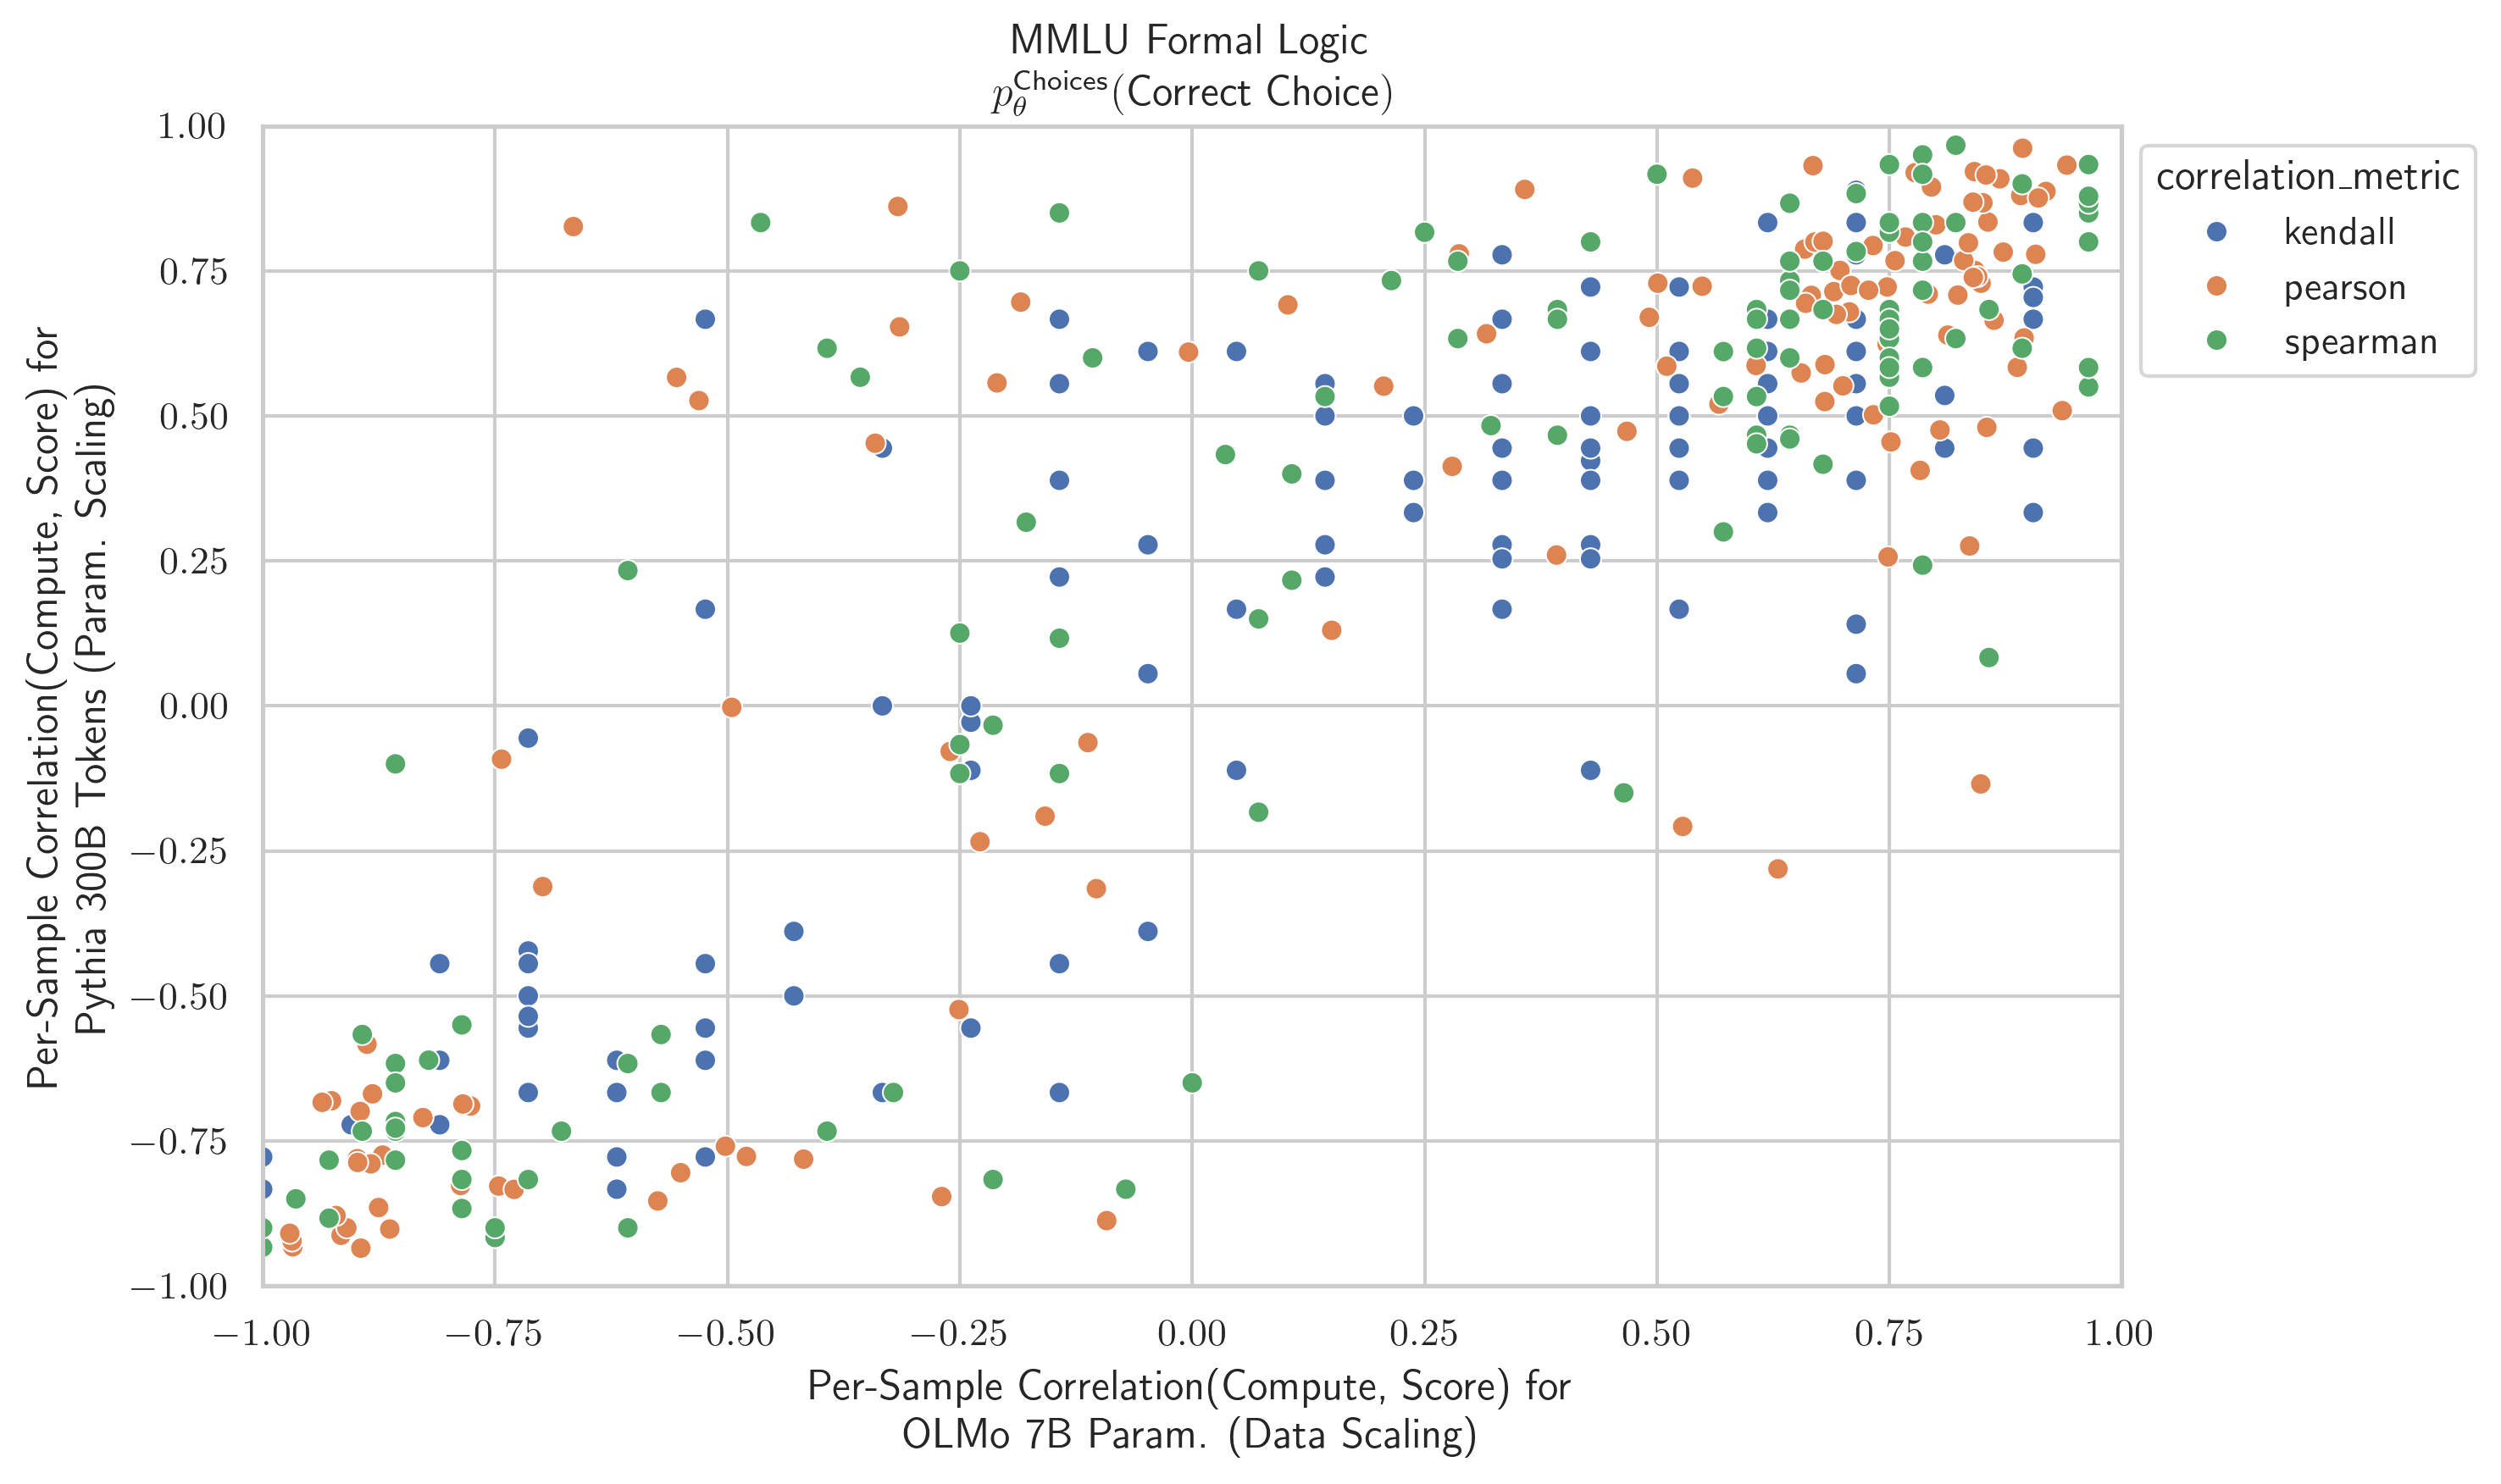 MMLU Formal Logic
p_θ^Choices(Correct Choice)
Per-Sample Correlation(Compute, Score) for
Pythia 300B Tokens (Param. Scaling)
1.00
0.75
0.50
0.25
0.00
−0.25
−0.50
−0.75
−1.00
−1.00 −0.75 −0.50 −0.25 0.00 0.25 0.50 0.75 1.00
Per-Sample Correlation(Compute, Score) for
OLMo 7B Param. (Data Scaling)
correlation_metric
kendall
pearson
spearman